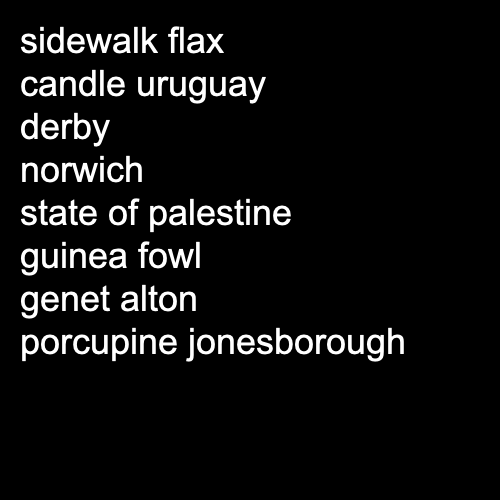 sidewalk flax
candle uruguay
derby
norwich
state of palestine
guinea fowl
genet alton
porcupine jonesborough